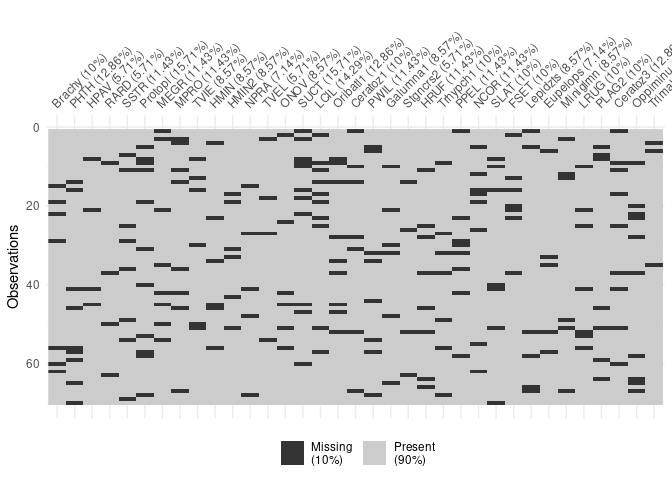 Brachy (10%)
PHTH (12.86%)
HPAV (5.71%)
RARD (5.71%)
SSTR (11.43%)
Protopl (15.71%)
MEGR (11.43%)
MPRO (11.43%)
TVIE (8.57%)
HMIN (8.57%)
HMIN2 (8.57%)
NPRA (7.14%)
TVEL (5.71%)
ONOV (8.57%)
SUCT (15.71%)
LCIL (14.29%)
Oribatl1 (12.86%)
Ceratoz1 (10%)
PWIL (11.43%)
Galumna1 (8.57%)
Stgncrs2 (5.71%)
HRUF (11.43%)
Trhypch1 (10%)
PPEL (11.43%)
NCOR (11.43%)
SLAT (10%)
FSET (10%)
Lepidzts (8.57%)
Eupelops (7.14%)
Miniglmn (8.57%)
LRUG (10%)
PLAG2 (10%)
Ceratoz3 (12.86
Oppiminu
Trima
0
20
40
60
Observations
Missing
(10%)
Present
(90%)